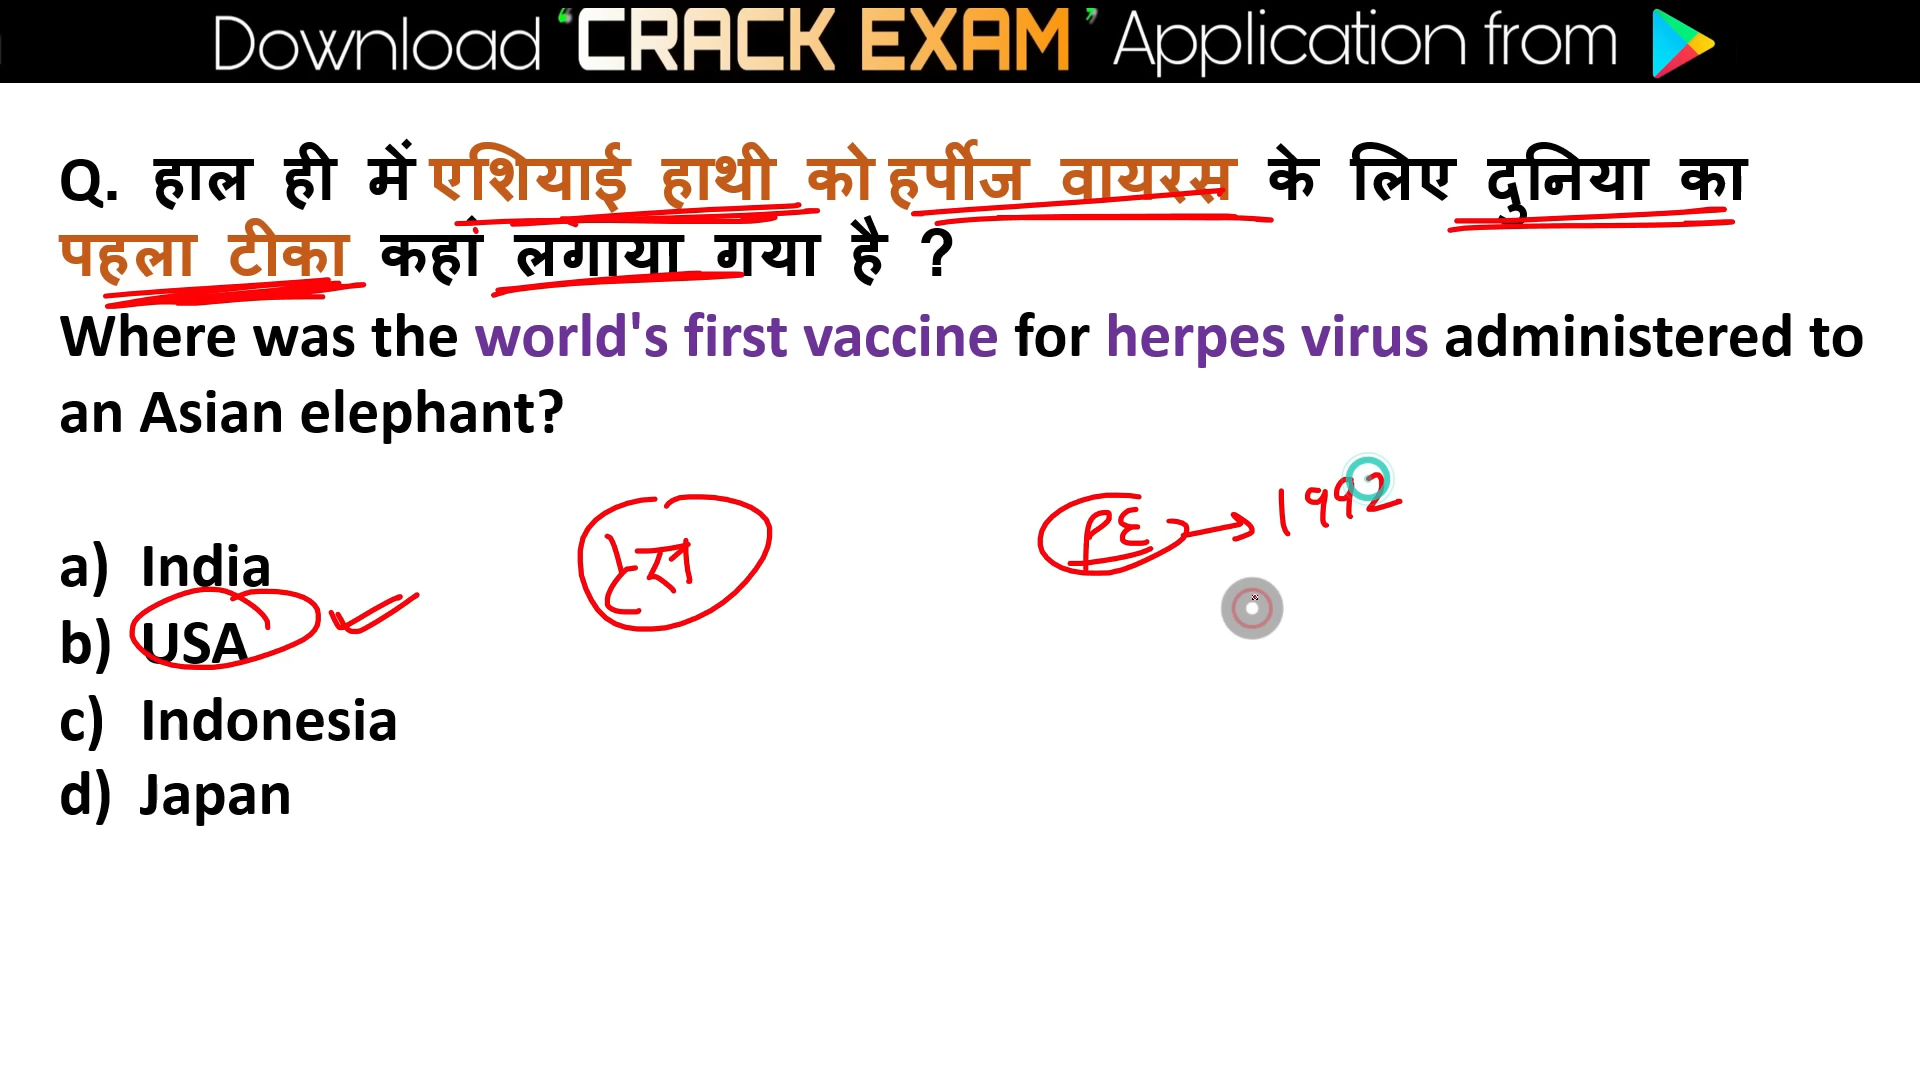 Download ‘CRACK EXAM’ Application from
Q. हाल ही में एशियाई हाथी को हर्पीज वायरस के लिए दुनिया का
पहला टीका कहां लगाया गया है ?
Where was the world's first vaccine for herpes virus administered to
an Asian elephant?
PE → 1992
a) India
b) USA
c) Indonesia
d) Japan